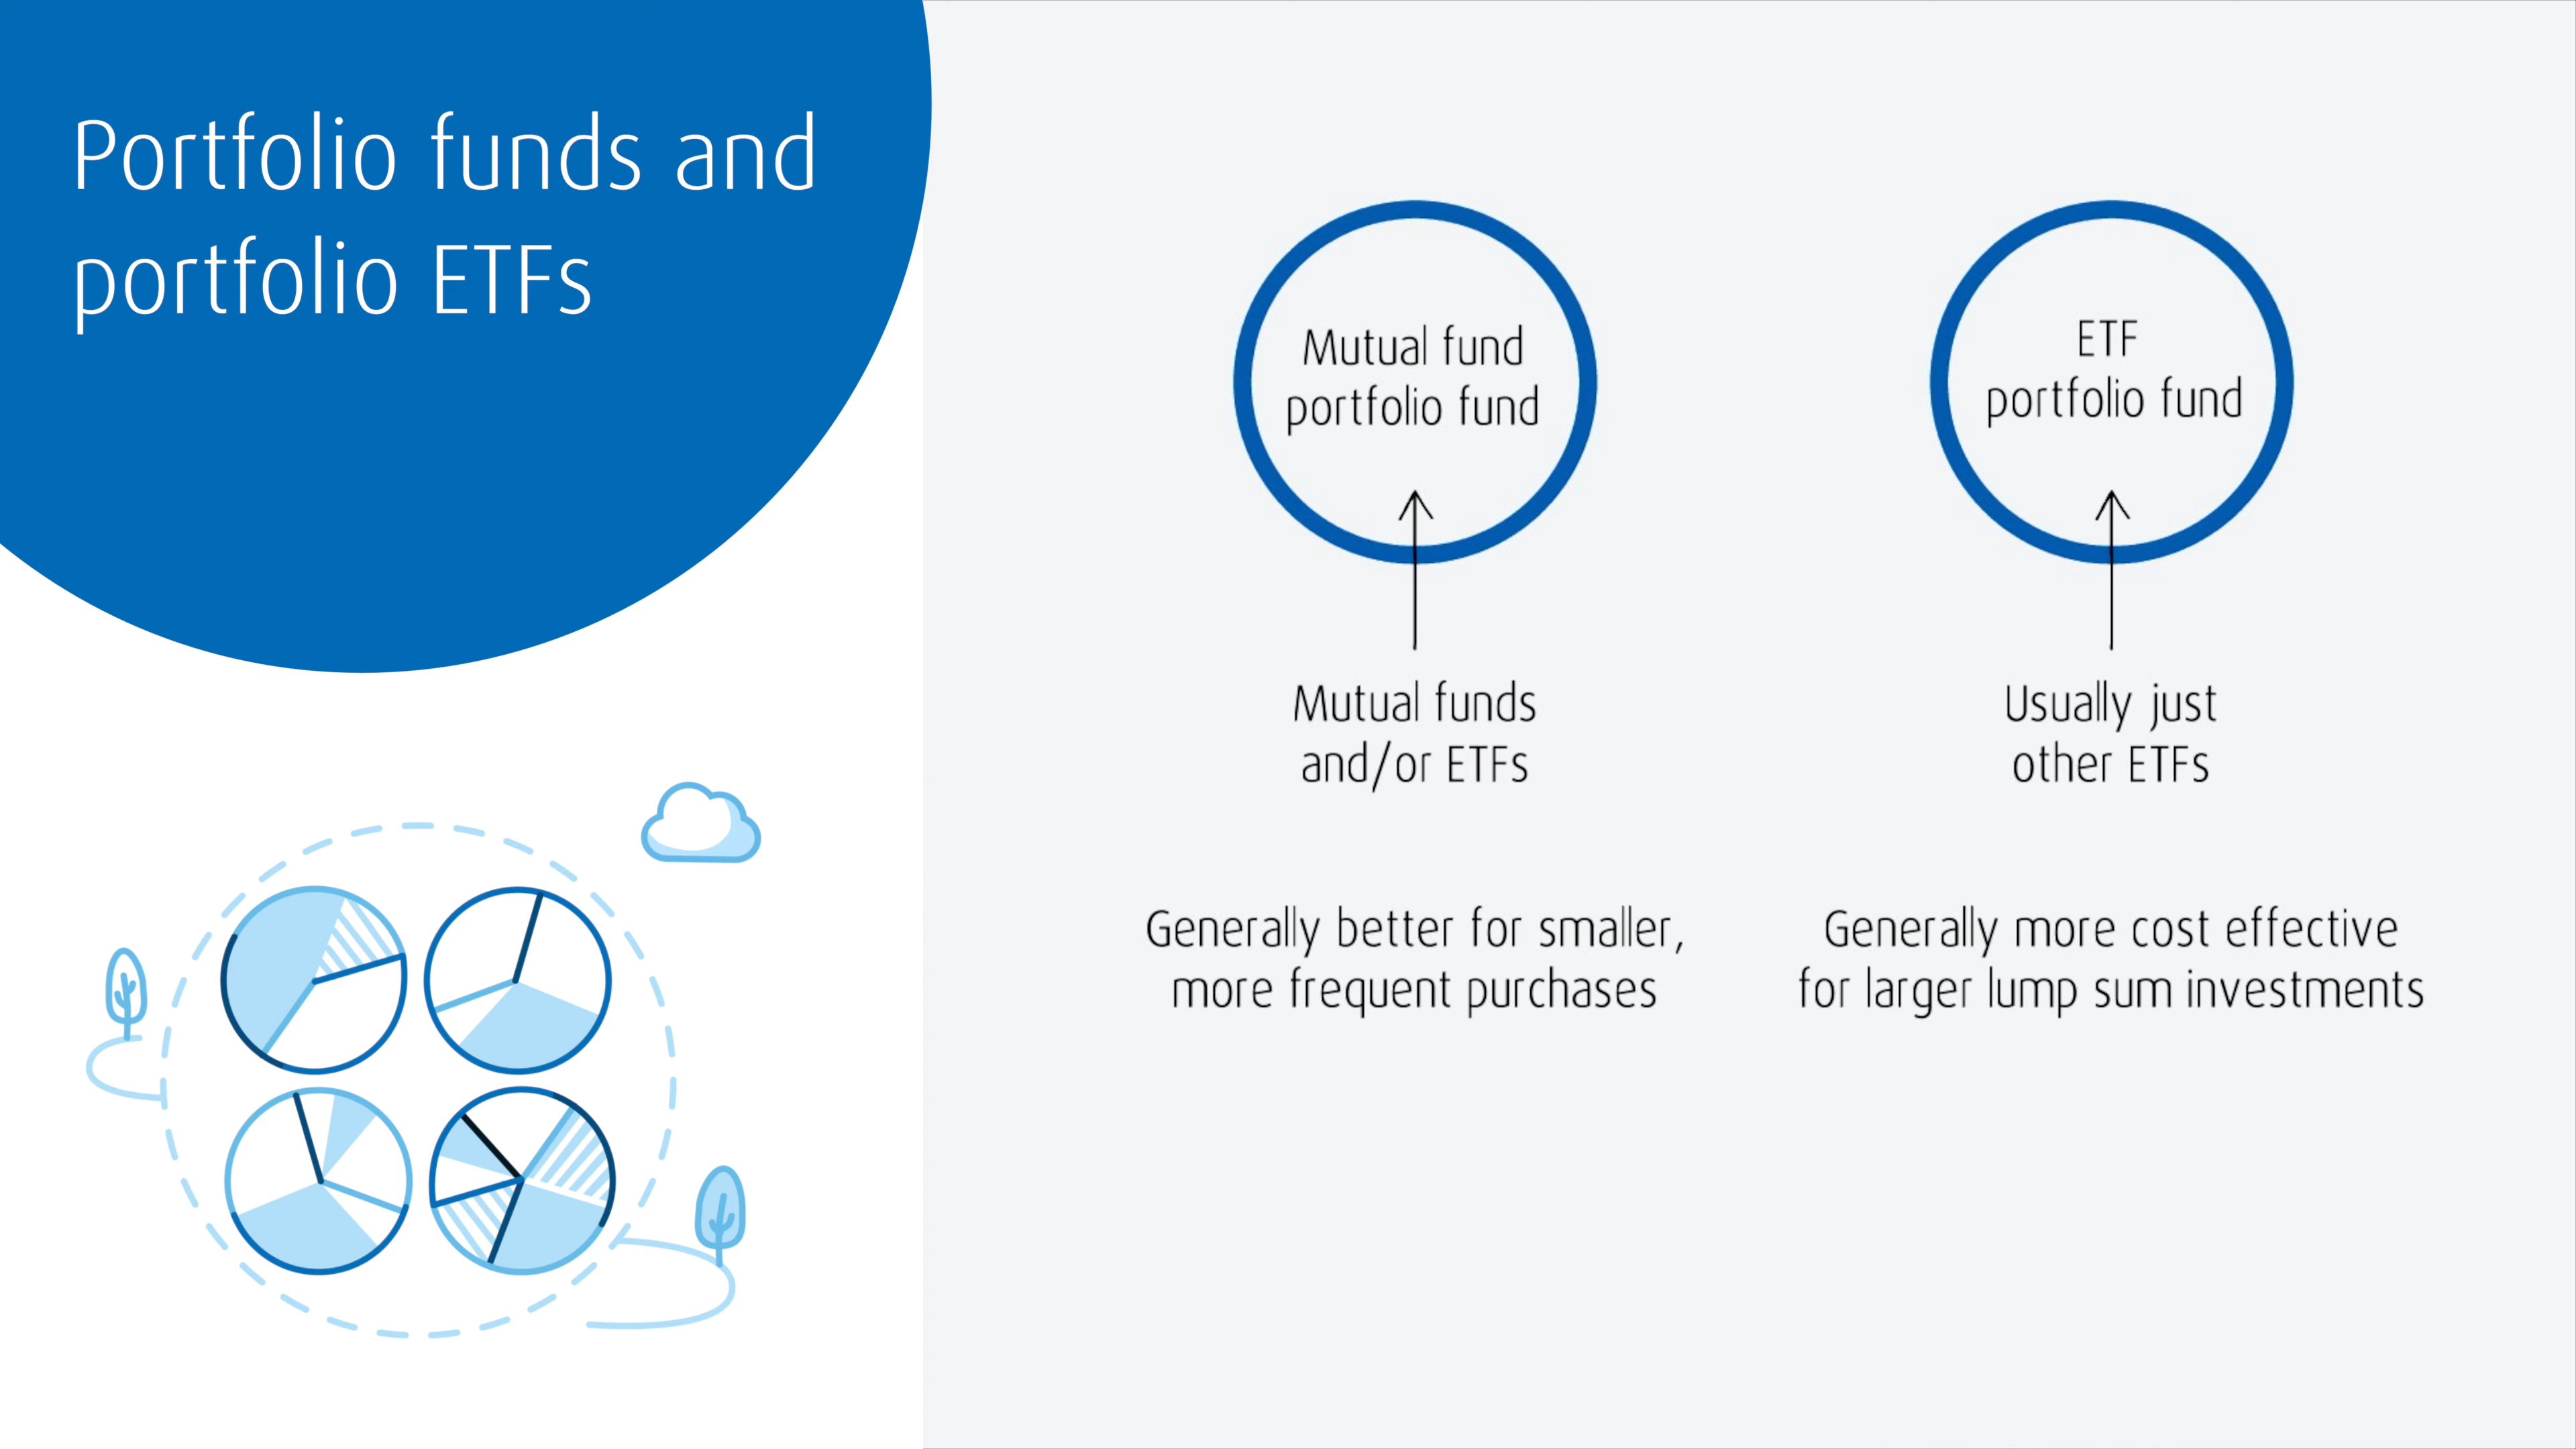 Portfolio funds and
portfolio ETFs
Mutual fund
portfolio fund
Mutual funds
and/or ETFs
Generally better for smaller,
more frequent purchases
ETF
portfolio fund
Usually just
other ETFs
Generally more cost effective
for larger lump sum investments